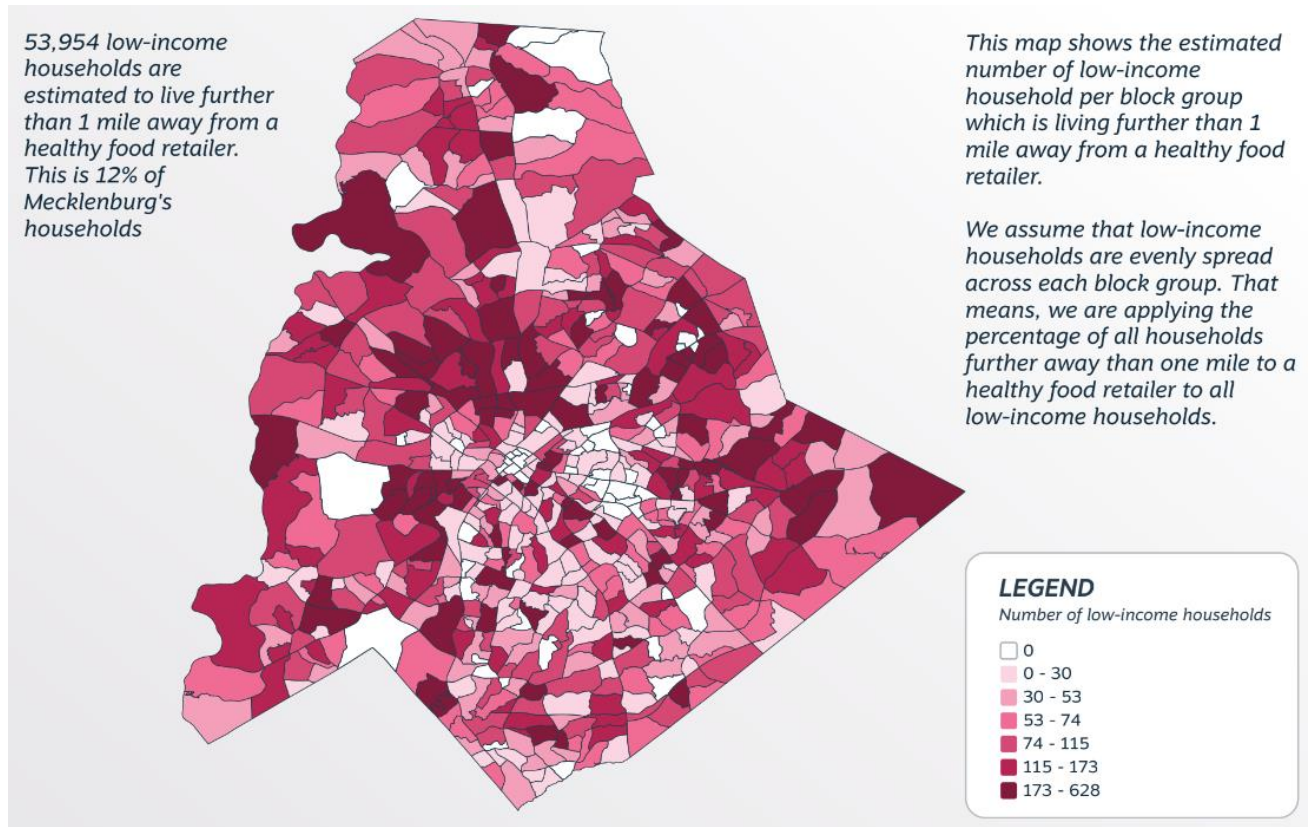 53,954 low-income
households are
estimated to live further
than 1 mile away from a
healthy food retailer.
This is 12% of
Mecklenburg's
households
This map shows the estimated
number of low-income
household per block group
which is living further than 1
mile away from a healthy food
retailer.
We assume that low-income
households are evenly spread
across each block group. That
means, we are applying the
percentage of all households
further away than one mile to a
healthy food retailer to all
low-income households.
LEGEND
Number of low-income households
0
0 - 30
30 - 53
53 - 74
74 - 115
115 - 173
173 - 628